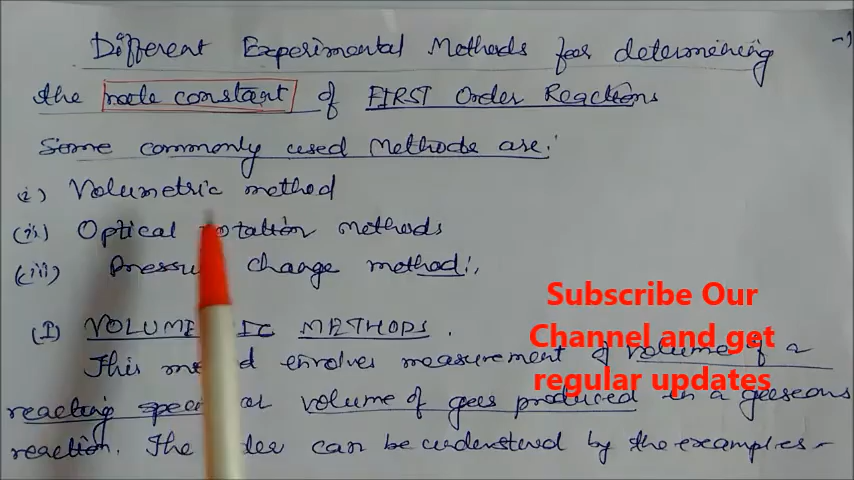 Different Experimental Methods for determining
the rate constant of FIRST Order Reactions
Some commonly used Methods are:
(i) Volumetric method
(ii) Optical rotation methods
(iii) Pressure change method:,
(I) VOLUME IC METHODS.
This method involves measurement of volume of a
reacting species or volume of gas produced in a gaseous
reaction. The can be understood by the examples-
Subscribe Our
Channel and get
regular updates